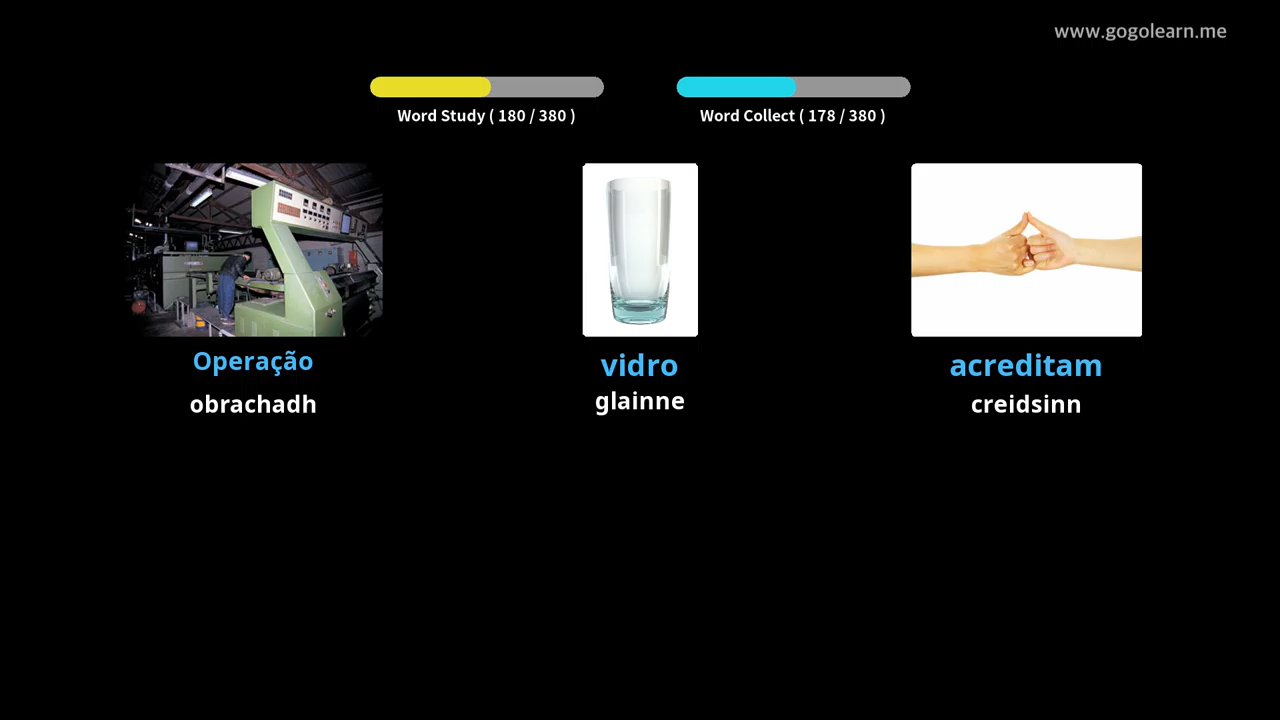 www.gogolearn.me
Word Study ( 180 / 380 )
Word Collect ( 178 / 380 )
Operação
obrachadh
vidro
glainne
acreditam
creidsinn